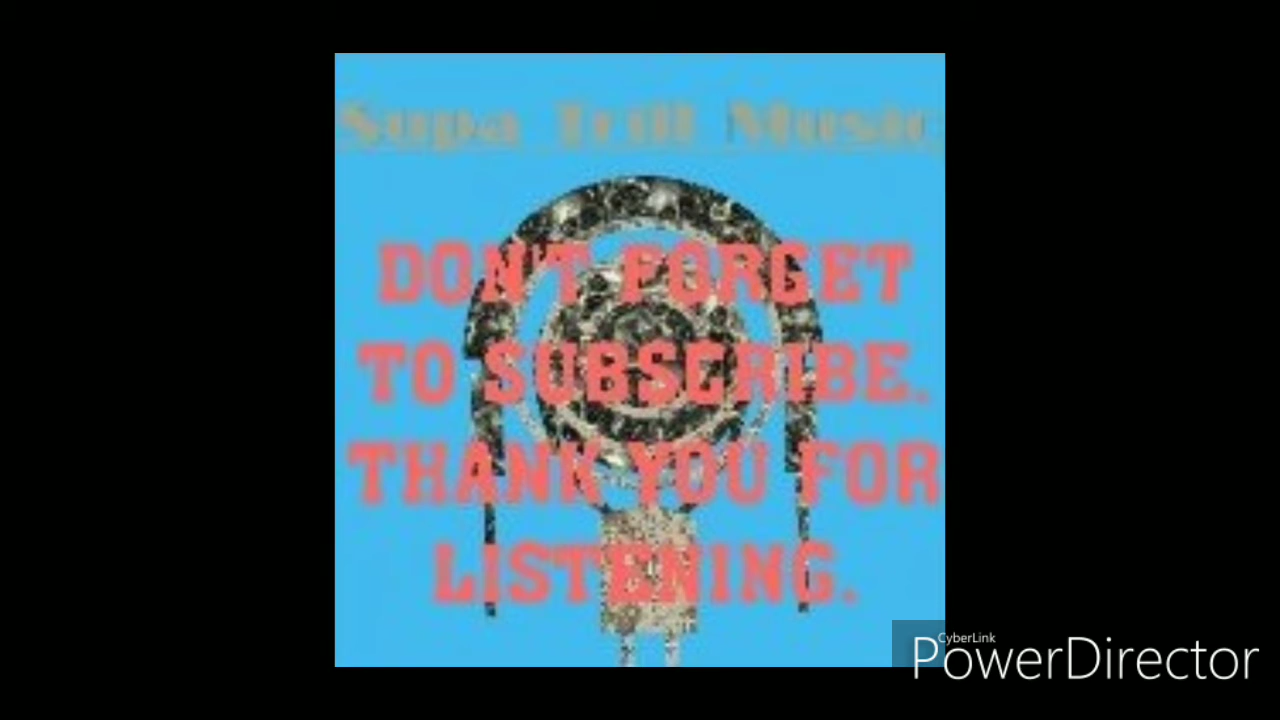 Supa Trill Music
DON'T FORGET
TO SUBSCRIBE.
THANK YOU FOR
LISTENING.
CyberLink
PowerDirector